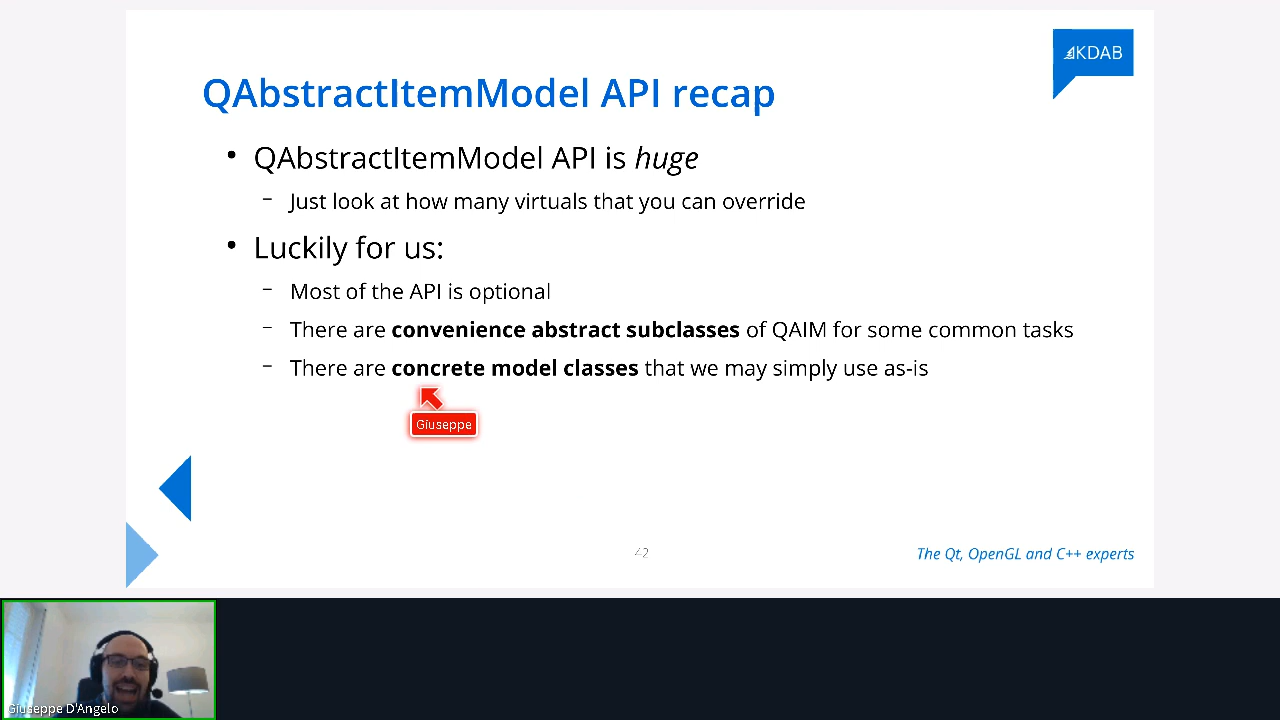 KDAB
QAbstractItemModel API recap
• QAbstractItemModel API is huge
– Just look at how many virtuals that you can override
• Luckily for us:
– Most of the API is optional
– There are convenience abstract subclasses of QAIM for some common tasks
– There are concrete model classes that we may simply use as-is
Giuseppe
42
The Qt, OpenGL and C++ experts
Giuseppe D'Angelo